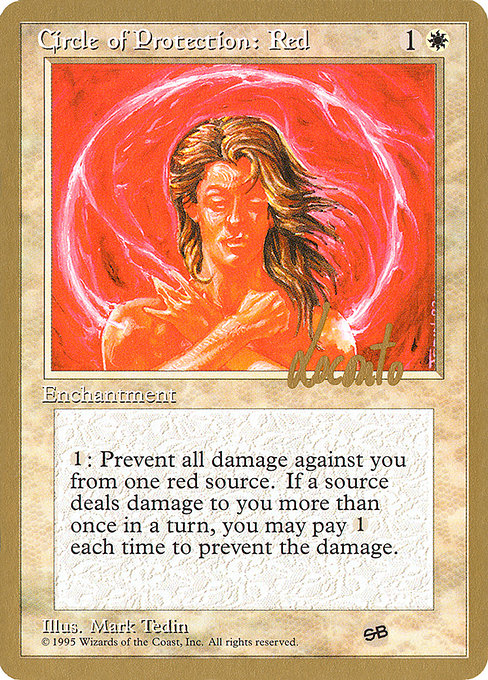 Circle of Protection: Red 1
Loconto
Enchantment
1: Prevent all damage against you
from one red source. If a source
deals damage to you more than
once in a turn, you may pay 1
each time to prevent the damage.
Illus. Mark Tedin
© 1995 Wizards of the Coast, Inc. All rights reserved.
SB